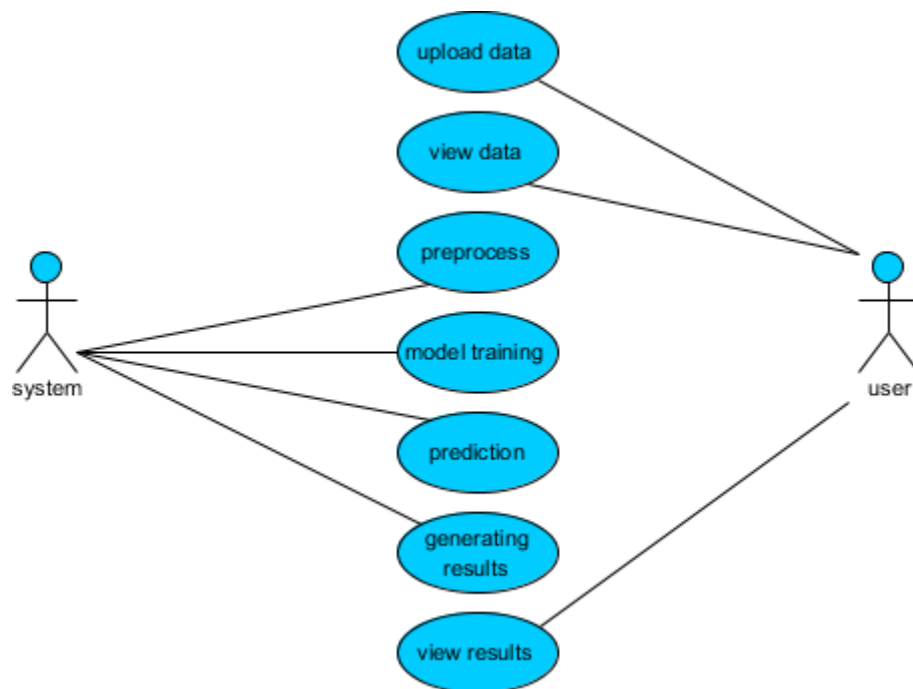 upload data
view data
preprocess
system
model training
user
prediction
generating
results
view results